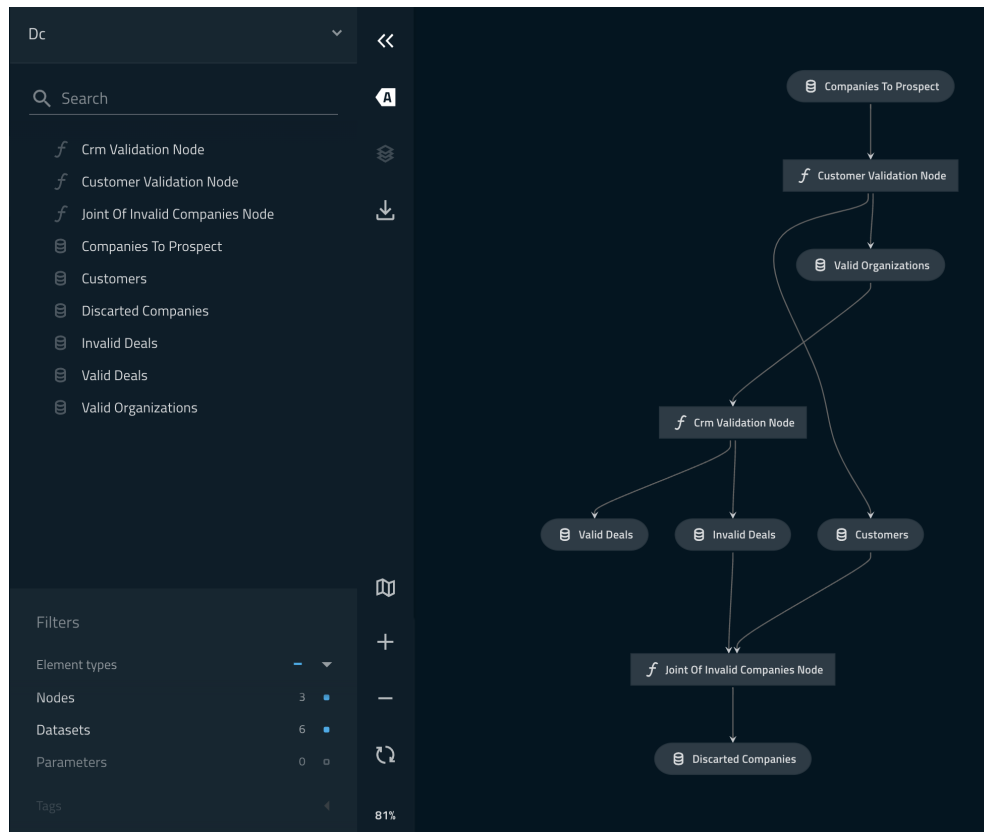 Dc
Search
Crm Validation Node
Customer Validation Node
Joint Of Invalid Companies Node
Companies To Prospect
Customers
Discarted Companies
Invalid Deals
Valid Deals
Valid Organizations
Filters
Element types
Nodes 3
Datasets 6
Parameters 0
Tags
A
81%
Companies To Prospect
Customer Validation Node
Valid Organizations
Crm Validation Node
Valid Deals
Invalid Deals
Customers
Joint Of Invalid Companies Node
Discarted Companies